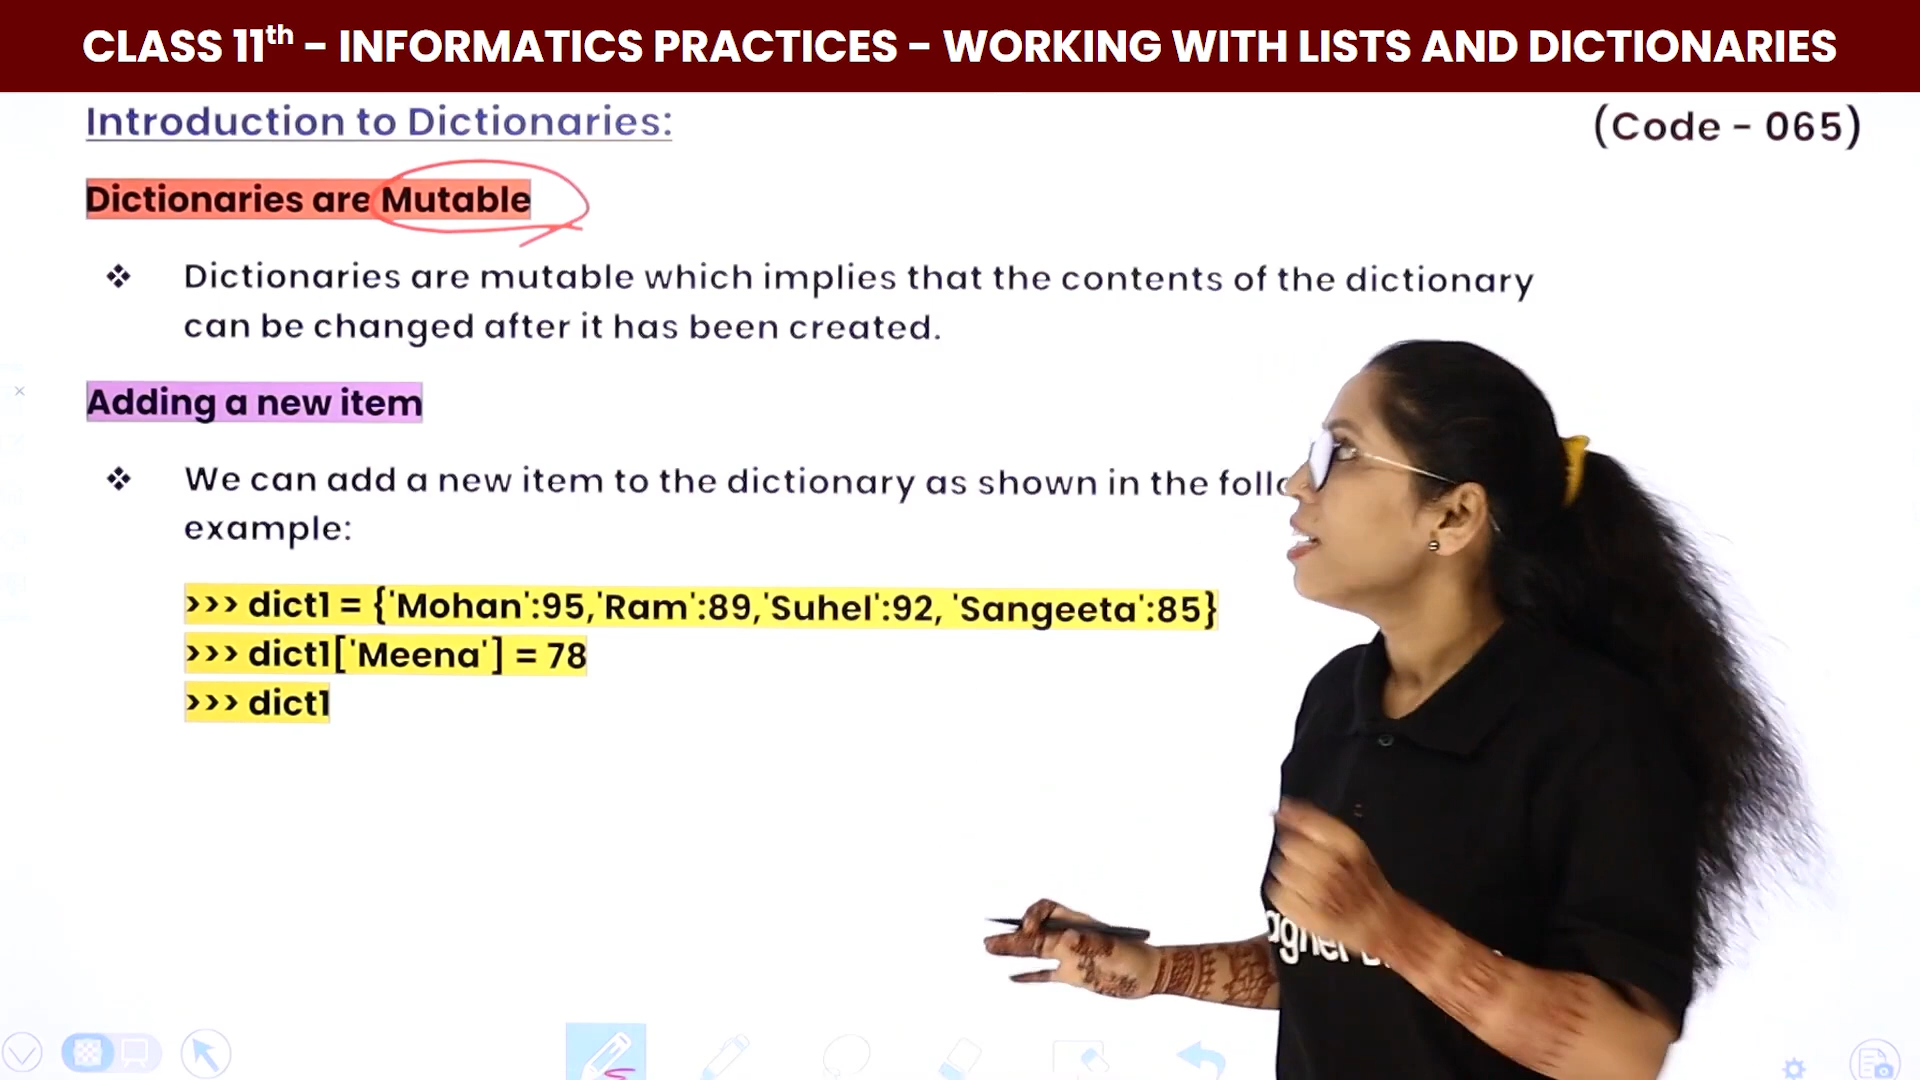 CLASS 11th – INFORMATICS PRACTICES – WORKING WITH LISTS AND DICTIONARIES
Introduction to Dictionaries:
(Code - 065)
Dictionaries are Mutable
❖ Dictionaries are mutable which implies that the contents of the dictionary
can be changed after it has been created.
Adding a new item
❖ We can add a new item to the dictionary as shown in the
example:
>>> dict1 = {'Mohan':95,'Ram':89,'Suhel':92, 'Sangeeta':85}
>>> dict1['Meena'] = 78
>>> dict1